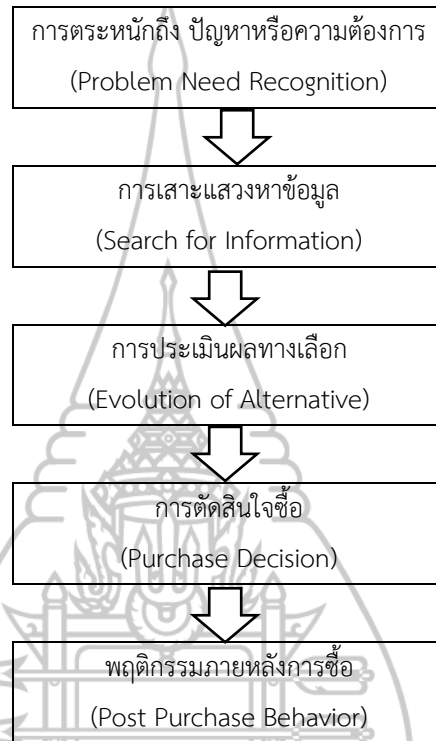 การตระหนักถึง ปัญหาหรือความต้องการ
(Problem Need Recognition)
การเสาะแสวงหาข้อมูล
(Search for Information)
การประเมินผลทางเลือก
(Evolution of Alternative)
การตัดสินใจซื้อ
(Purchase Decision)
พฤติกรรมภายหลังการซื้อ
(Post Purchase Behavior)